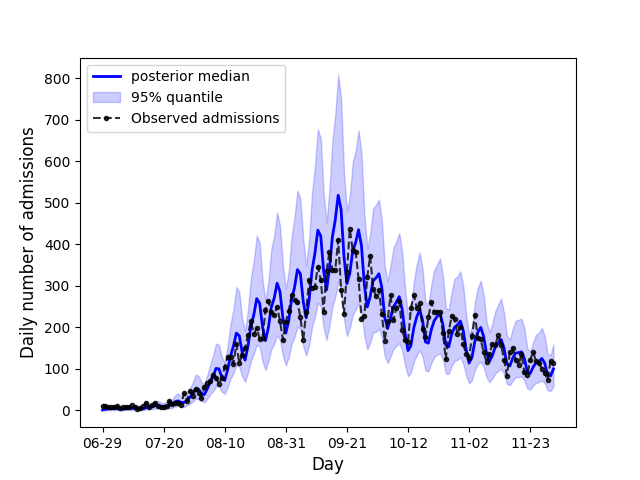 posterior median
95% quantile
Observed admissions
800
700
600
500
400
300
200
100
0
Daily number of admissions
06-29 07-20 08-10 08-31 09-21 10-12 11-02 11-23
Day